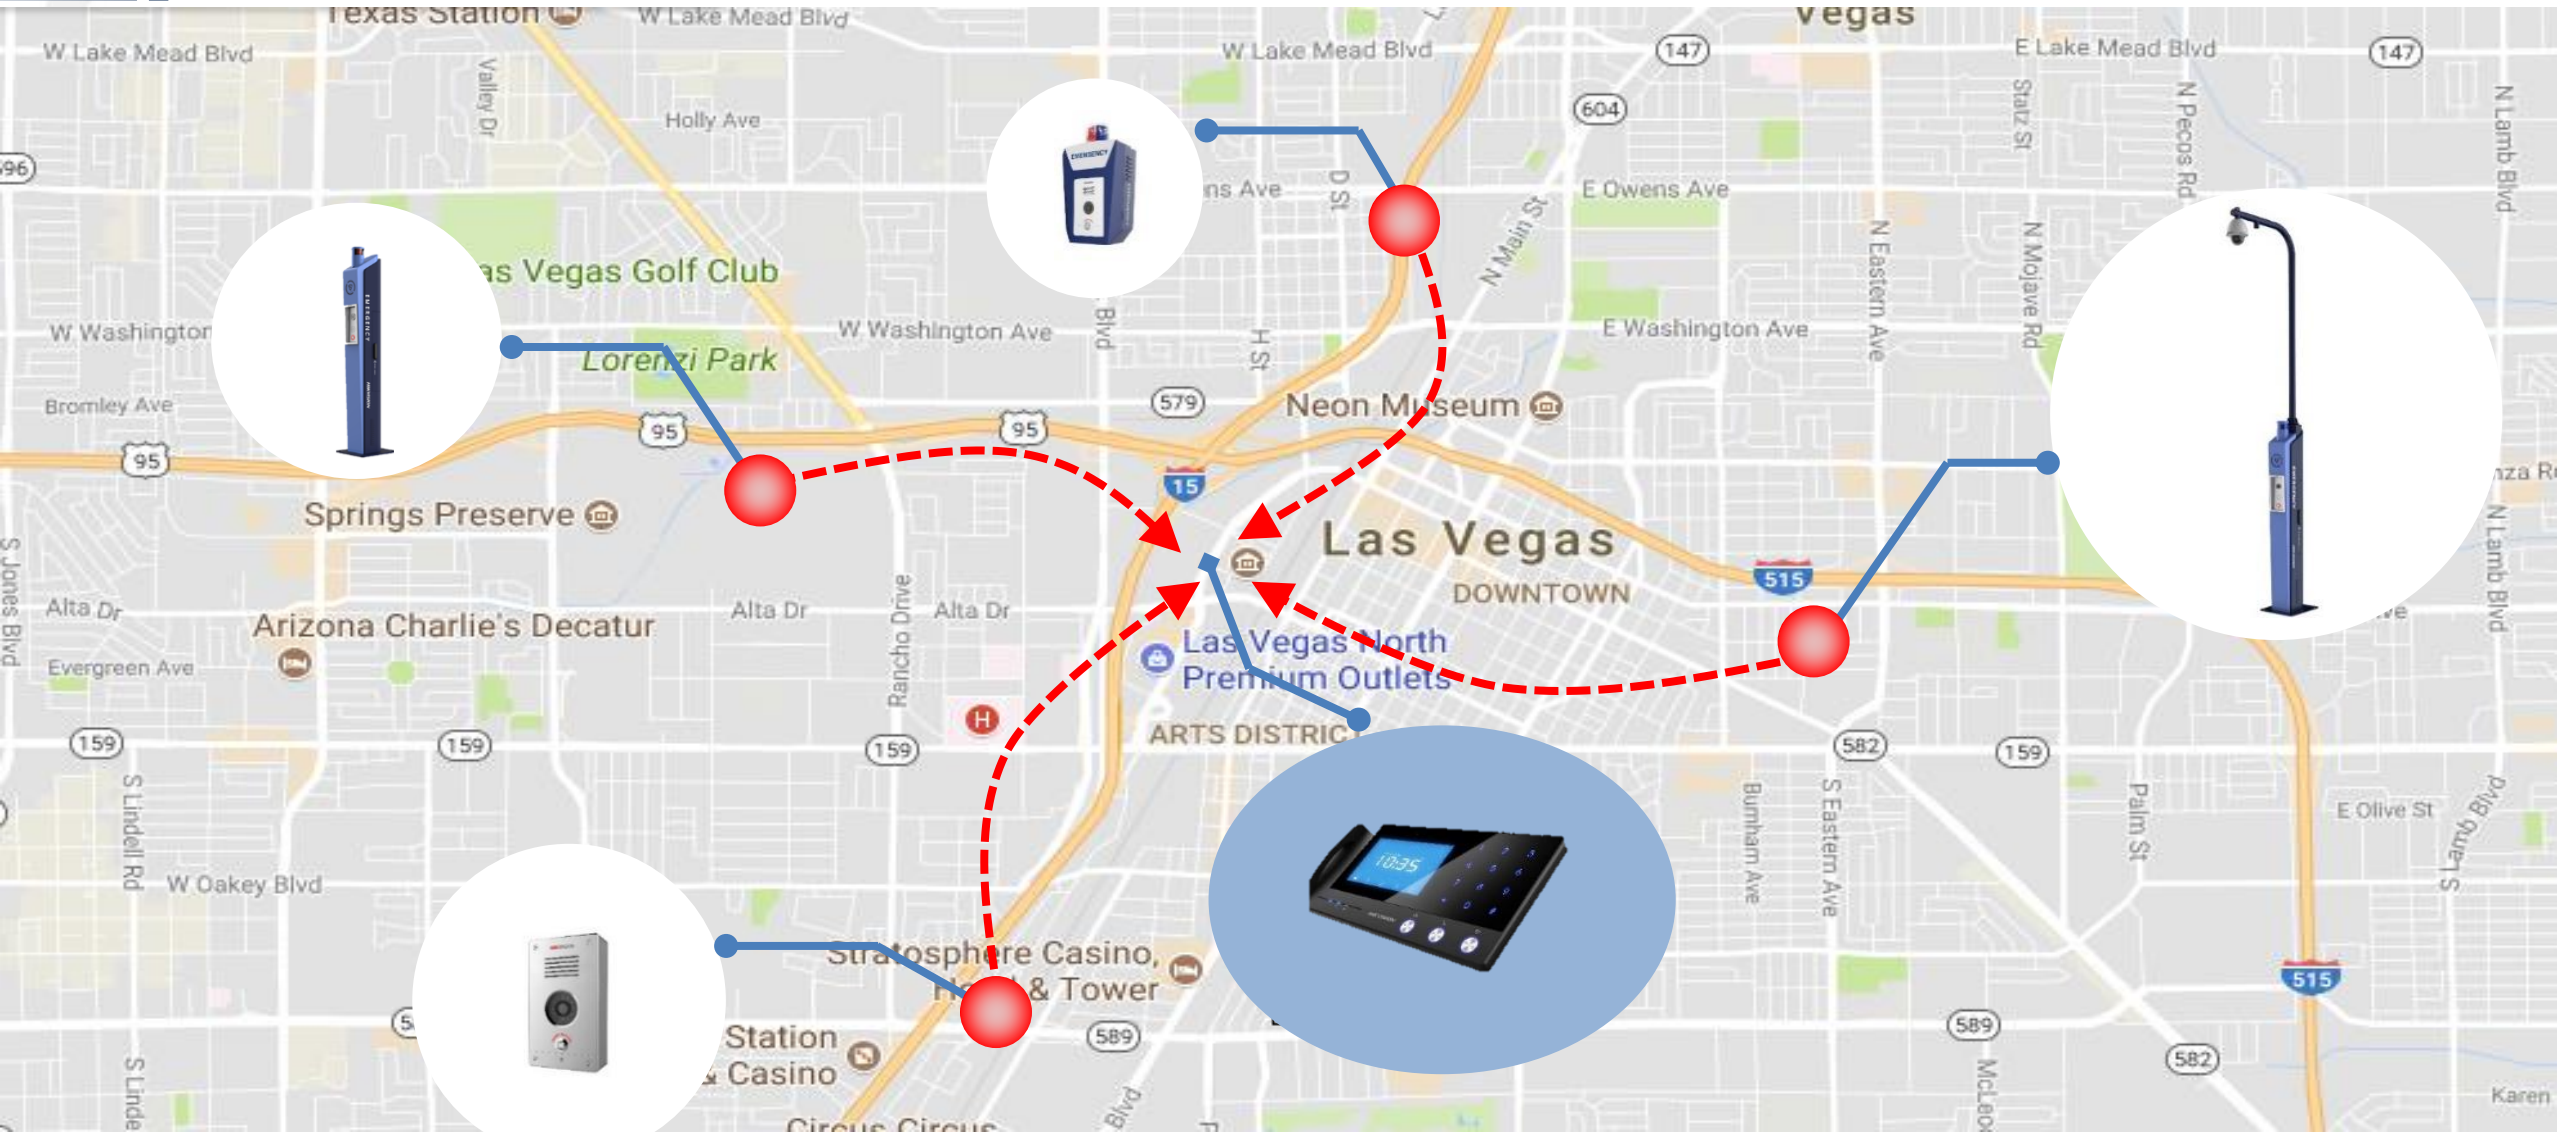 Texas Station
W Lake Mead Blvd
Vegas
W Lake Mead Blvd
W Lake Mead Blvd
147
E Lake Mead Blvd
147
Valley Dr
Holly Ave
604
Statz St
N Pecos Rd
N Lamb Blvd
EMERGENCY
D St
E Owens Ave
Ave
N Main St
N Eastern Ave
N Mojave Rd
Vegas Golf Club
W Washington Ave
E Washington Ave
Blvd
H St
Lorenzi Park
Bromley Ave
579
Neon Museum
95
95
95
15
Springs Preserve
Las Vegas
DOWNTOWN
515
S Jones Blvd
Rancho Drive
N Lamb Blvd
Alta Dr
Alta Dr
Alta Dr
Arizona Charlie's Decatur
Las Vegas North
Premium Outlets
Evergreen Ave
H
ARTS DISTRICT
159
159
159
582
159
S Lindell Rd
Burnham Ave
S Eastern Ave
Palm St
E Olive St
S Lamb Blvd
10:35
W Oakey Blvd
Stratosphere Casino,
& Tower
515
589
589
Station
& Casino
582
Blvd
Karen
Circus Circus